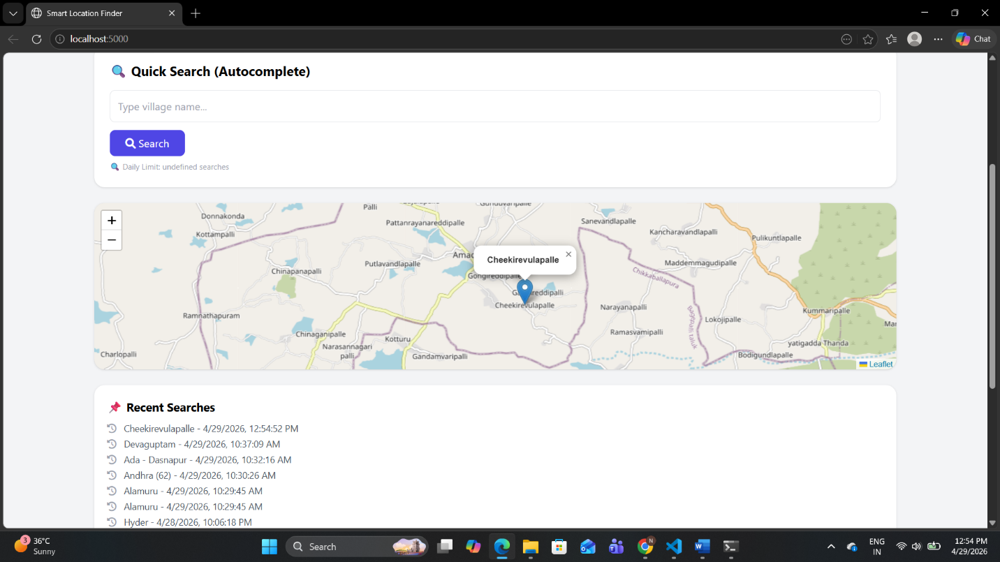 Smart Location Finder
localhost:5000
Chat
Quick Search (Autocomplete)
Type village name...
Search
Daily Limit: undefined searches
+
−
Donnakonda
Palli
Pattanrayanareddipalle
Kottampalli
Sanevandlapalle
Kancharavandlapalli
Pulikuntlapalle
Cheekirevulapalle
×
Chinapanapalli
Putlavandlapalle
Maddemmagudipalle
Chikkaballapura
Gongireddipalle
Cheekirevulapalle
Narayanapalli
Kummaripalle
Ramnathapuram
Lokojipalle
Chinaganipalle
Kotturu
Ramasvamipalli
Narasannagari
palli
yatigadda Thanda
Charlopalli
Gandamvaripalli
Bodigundlapalle
Leaflet
Recent Searches
Cheekirevulapalle - 4/29/2026, 12:54:52 PM
Devaguptam - 4/29/2026, 10:37:09 AM
Ada - Dasnapur - 4/29/2026, 10:32:16 AM
Andhra (62) - 4/29/2026, 10:30:26 AM
Alamuru - 4/29/2026, 10:29:45 AM
Alamuru - 4/29/2026, 10:29:45 AM
Hyder - 4/28/2026, 10:06:18 PM
3
36°C
Sunny
Search
N
ENG
IN
12:54 PM
4/29/2026